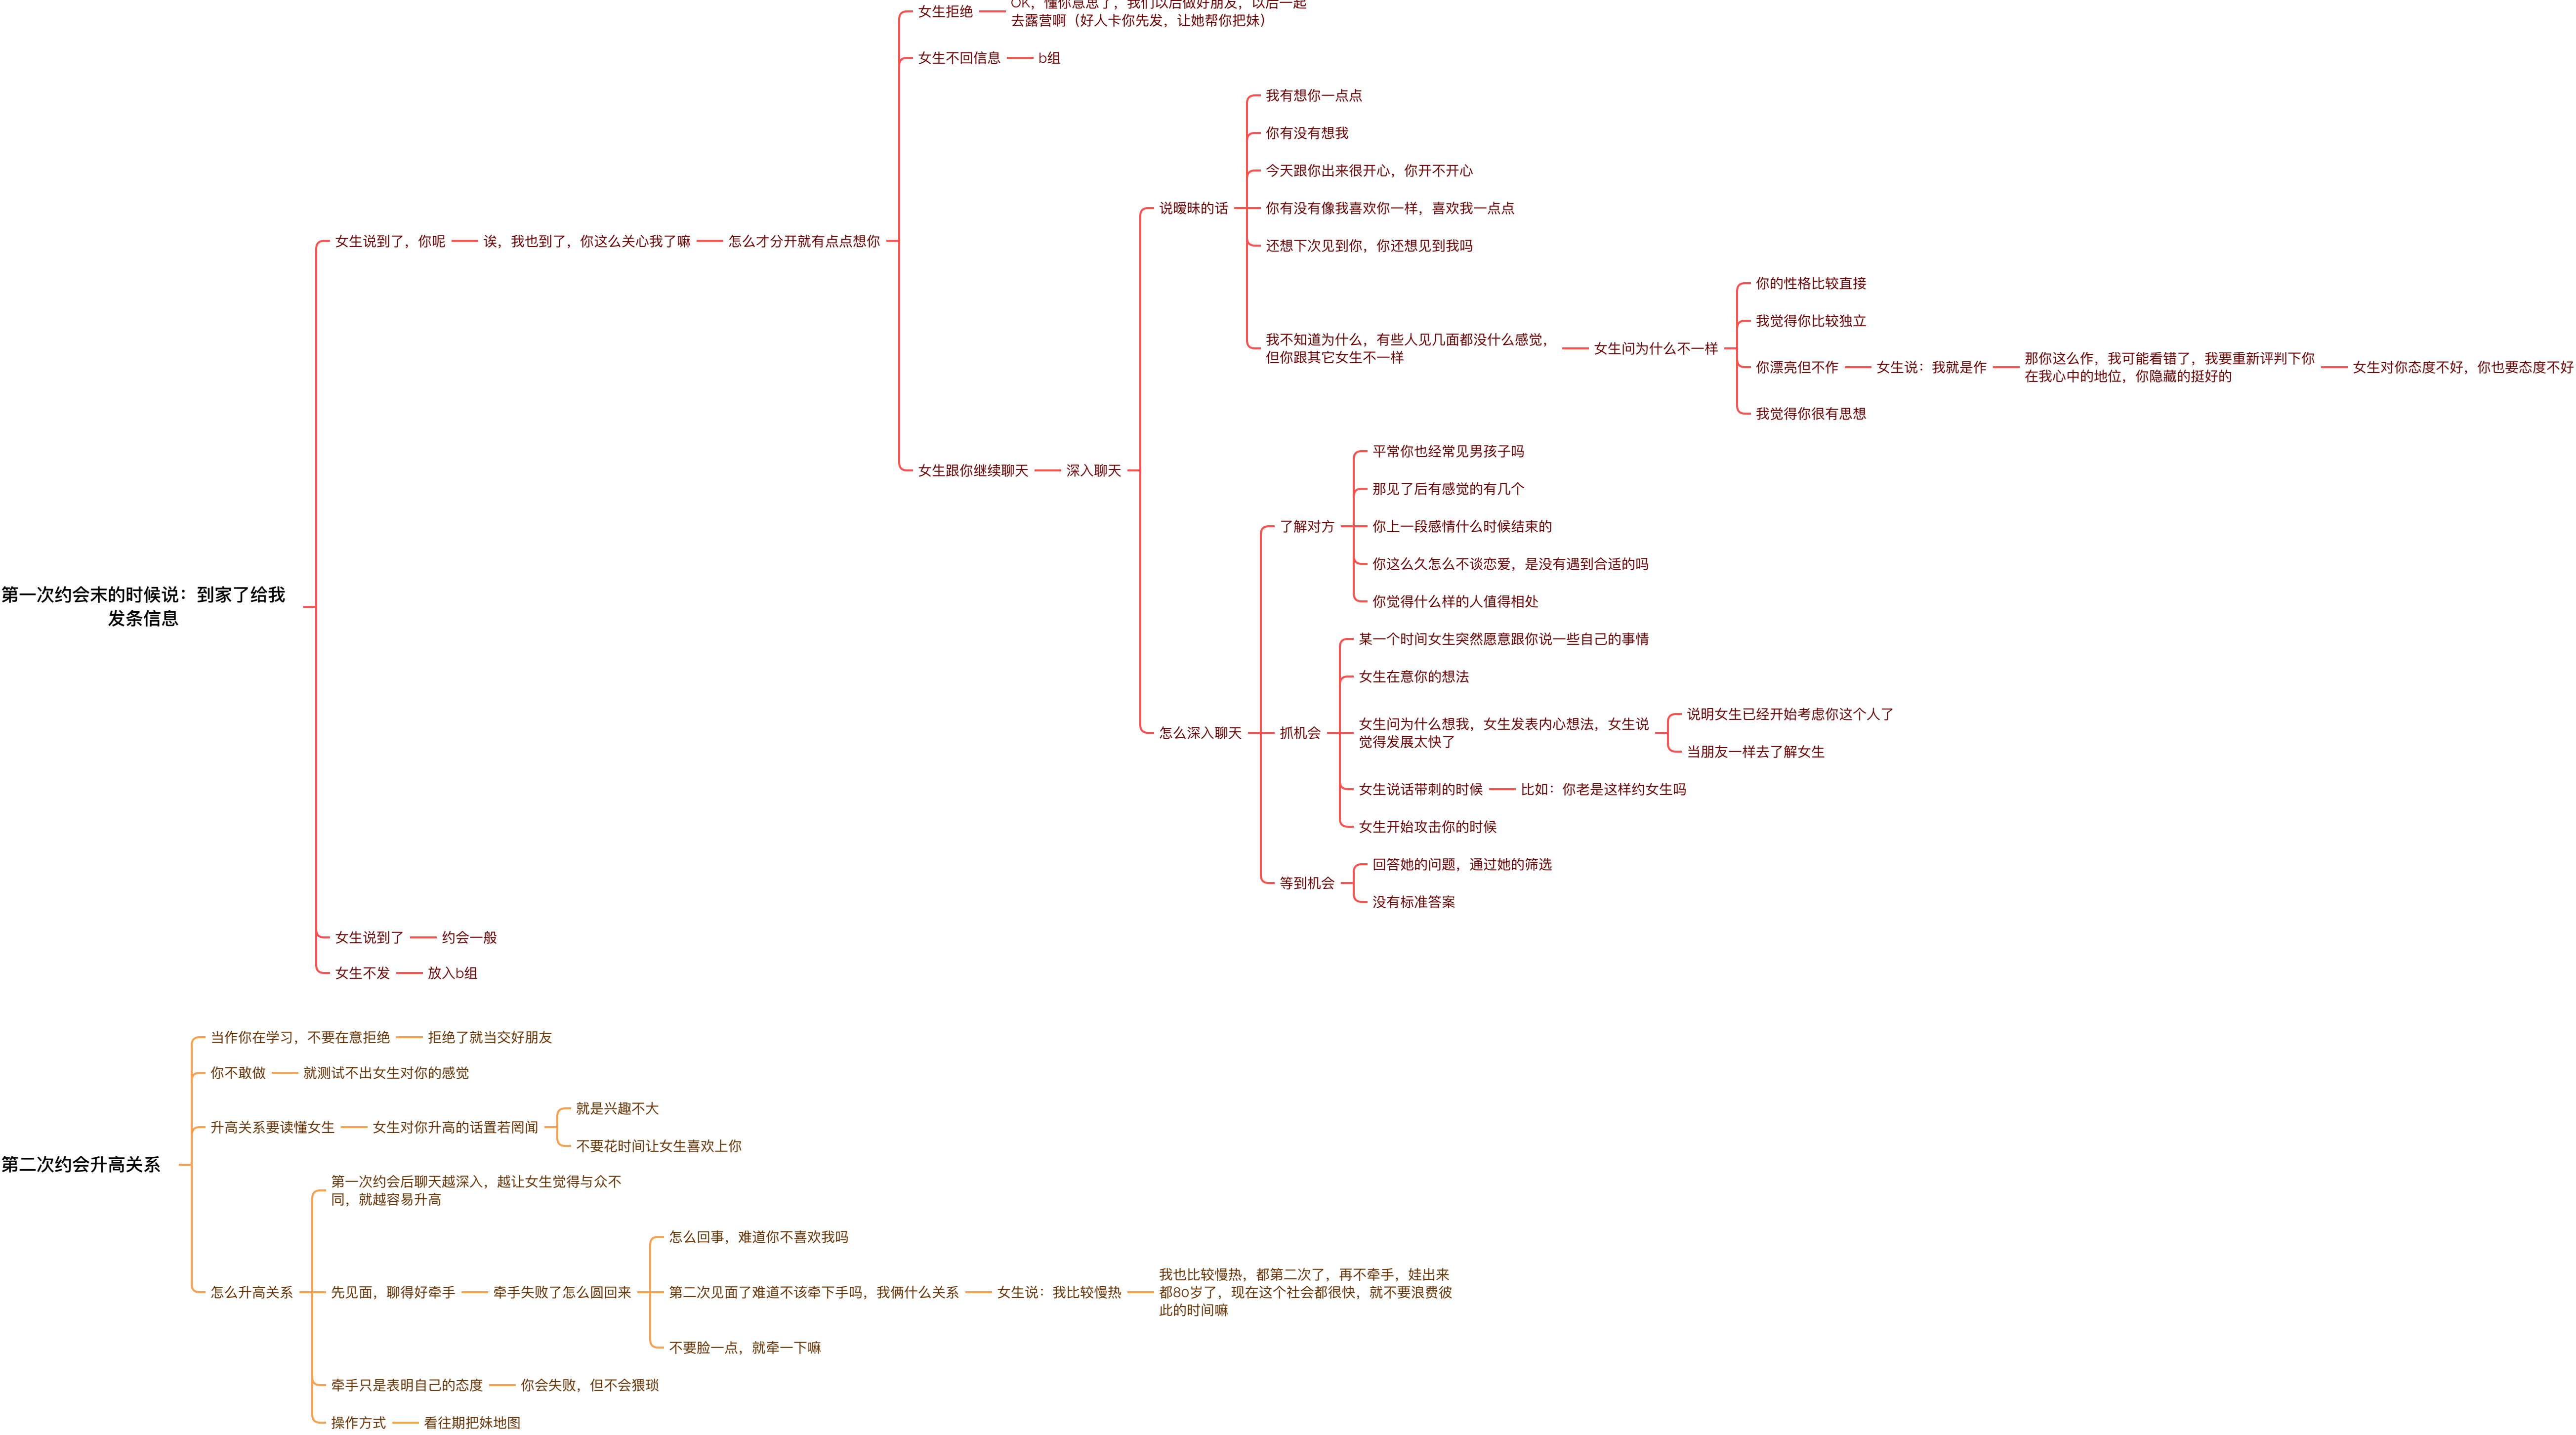 OK，懂你意思了，我们以后做好朋友，以后一起
去露营啊（好人卡你先发，让她帮你把妹）
女生拒绝
女生不回信息
b组
我有想你一点点
你有没有想我
今天跟你出来很开心，你开不开心
说暧昧的话
你有没有像我喜欢你一样，喜欢我一点点
还想下次见到你，你还想见到我吗
女生说到了，你呢
诶，我也到了，你这么关心我了嘛
怎么才分开就有点点想你
我不知道为什么，有些人见几面都没什么感觉，
但你跟其它女生不一样
女生问为什么不一样
你的性格比较直接
我觉得你比较独立
你漂亮但不作
女生说：我就是作
那你这么作，我可能看错了，我要重新评判下你
在我心中的地位，你隐藏的挺好的
女生对你态度不好，你也要态度不好
我觉得你很有思想
女生跟你继续聊天
深入聊天
平常你也经常见男孩子吗
那见了后有感觉的有几个
了解对方
你上一段感情什么时候结束的
你这么久怎么不谈恋爱，是没有遇到合适的吗
你觉得什么样的人值得相处
第一次约会末的时候说：到家了给我
发条信息
某一个时间女生突然愿意跟你说一些自己的事情
女生在意你的想法
怎么深入聊天
抓机会
女生问为什么想我，女生发表内心想法，女生说
觉得发展太快了
说明女生已经开始考虑你这个人了
当朋友一样去了解女生
女生说话带刺的时候
比如：你老是这样约女生吗
女生开始攻击你的时候
等到机会
回答她的问题，通过她的筛选
没有标准答案
女生说到了
约会一般
女生不发
放入b组
当作你在学习，不要在意拒绝
拒绝了就当交好朋友
你不敢做
就测试不出女生对你的感觉
升高关系要读懂女生
女生对你升高的话置若罔闻
就是兴趣不大
不要花时间让女生喜欢上你
第二次约会升高关系
第一次约会后聊天越深入，越让女生觉得与众不
同，就越容易升高
怎么升高关系
先见面，聊得好牵手
牵手失败了怎么圆回来
怎么回事，难道你不喜欢我吗
第二次见面了难道不该牵下手吗，我俩什么关系
女生说：我比较慢热
我也比较慢热，都第二次了，再不牵手，娃出来
都80岁了，现在这个社会都很快，就不要浪费彼
此的时间嘛
不要脸一点，就牵一下嘛
牵手只是表明自己的态度
你会失败，但不会猥琐
操作方式
看往期把妹地图